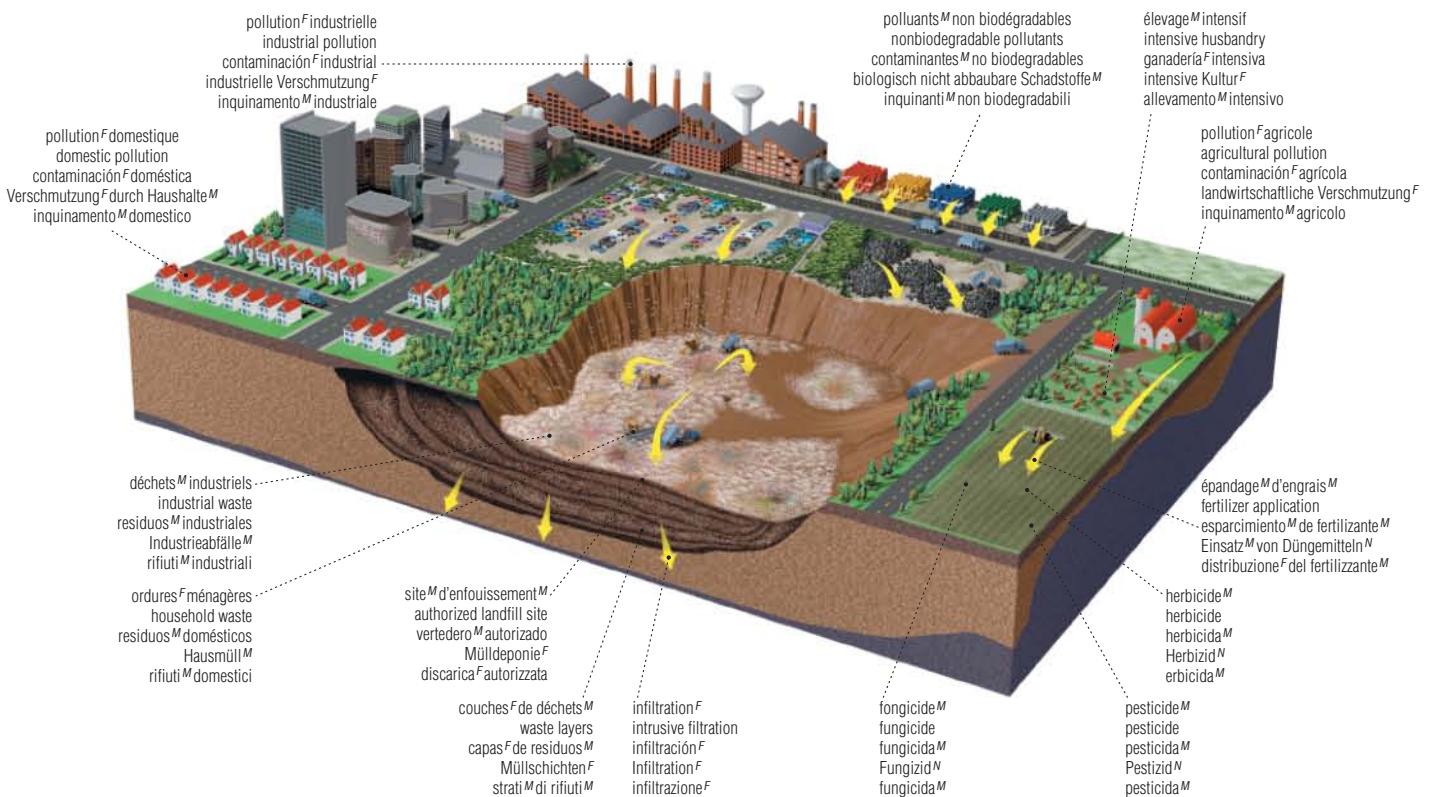 pollutionF industrielle
industrial pollution
contaminaciónF industrial
industrielle VerschmutzungF
inquinamentoM industriale
polluantsM non biodégradables
nonbiodegradable pollutants
contaminantesM no biodegradables
biologisch nicht abbaubare SchadstoffeM
inquinantiM non biodegradabili
élevageM intensif
intensive husbandry
ganaderíaF intensiva
intensive KulturF
allevamentoM intensivo
pollutionF domestique
domestic pollution
contaminaciónF doméstica
VerschmutzungF durch HaushalteM
inquinamentoM domestico
pollutionF agricole
agricultural pollution
contaminaciónF agrícola
landwirtschaftliche VerschmutzungF
inquinamentoM agricolo
déchetsM industriels
industrial waste
residuosM industriales
IndustrieabfälleM
rifiutiM industriali
orduresF ménagères
household waste
residuosM domésticos
HausmüllM
rifiutiM domestici
siteM d'enfouissementM
authorized landfill site
vertederoM autorizado
MülldeponieF
discaricaF autorizzata
couchesF de déchetsM
waste layers
capasF de residuosM
MüllschichtenF
stratiM di rifiutiM
infiltrationF
intrusive filtration
infiltraciónF
InfiltrationF
infiltrazioneF
fongicideM
fungicide
fungicidaM
FungizidN
fungicidaM
épandageM d'engraisM
fertilizer application
esparcimientoM de fertilizanteM
EinsatzM von DüngemittelnN
distribuzioneF del fertilizzanteM
herbicideM
herbicide
herbicidaM
HerbizidN
erbicidaM
pesticideM
pesticide
pesticidaM
PestizidN
pesticidaM